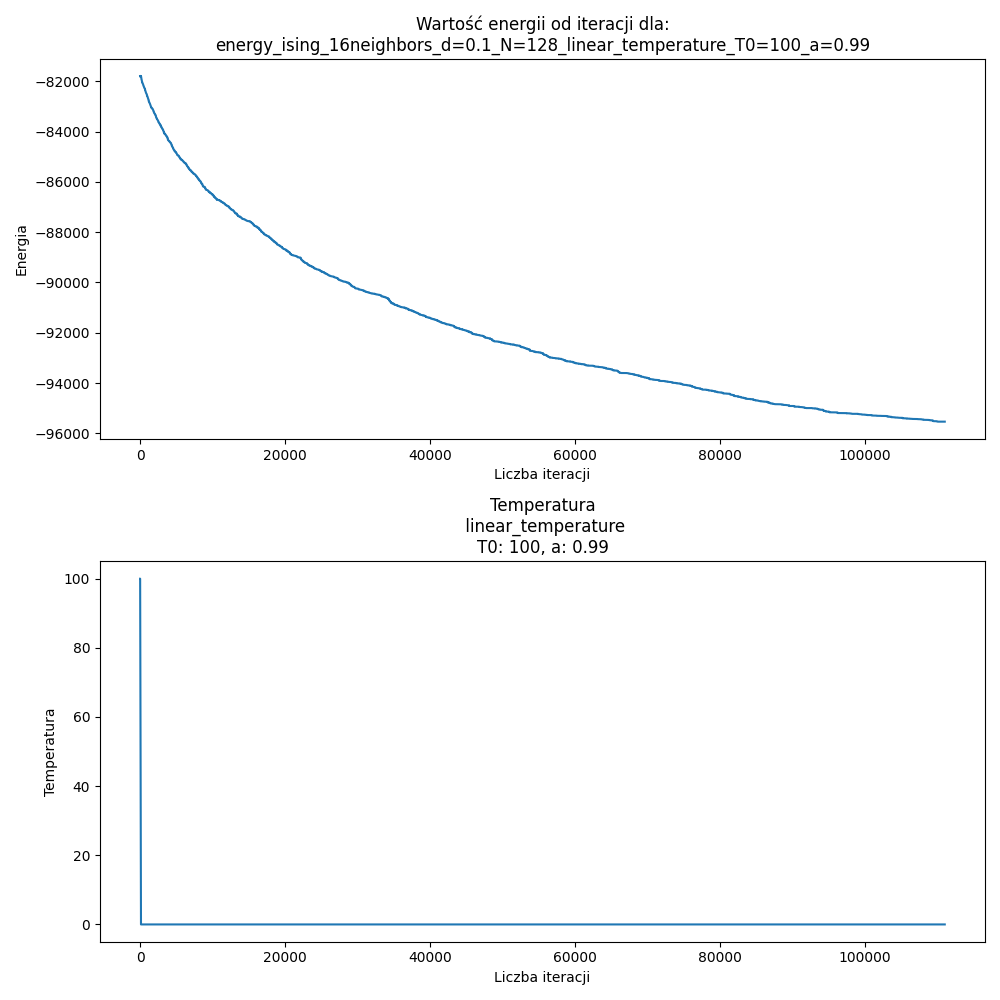 Wartość energii od iteracji dla:
energy_ising_16neighbors_d=0.1_N=128_linear_temperature_T0=100_a=0.99
−82000
−84000
−86000
−88000
−90000
−92000
−94000
−96000
Energia
0 20000 40000 60000 80000 100000
Liczba iteracji
Temperatura
linear_temperature
T0: 100, a: 0.99
100
80
60
40
20
0
Temperatura
0 20000 40000 60000 80000 100000
Liczba iteracji